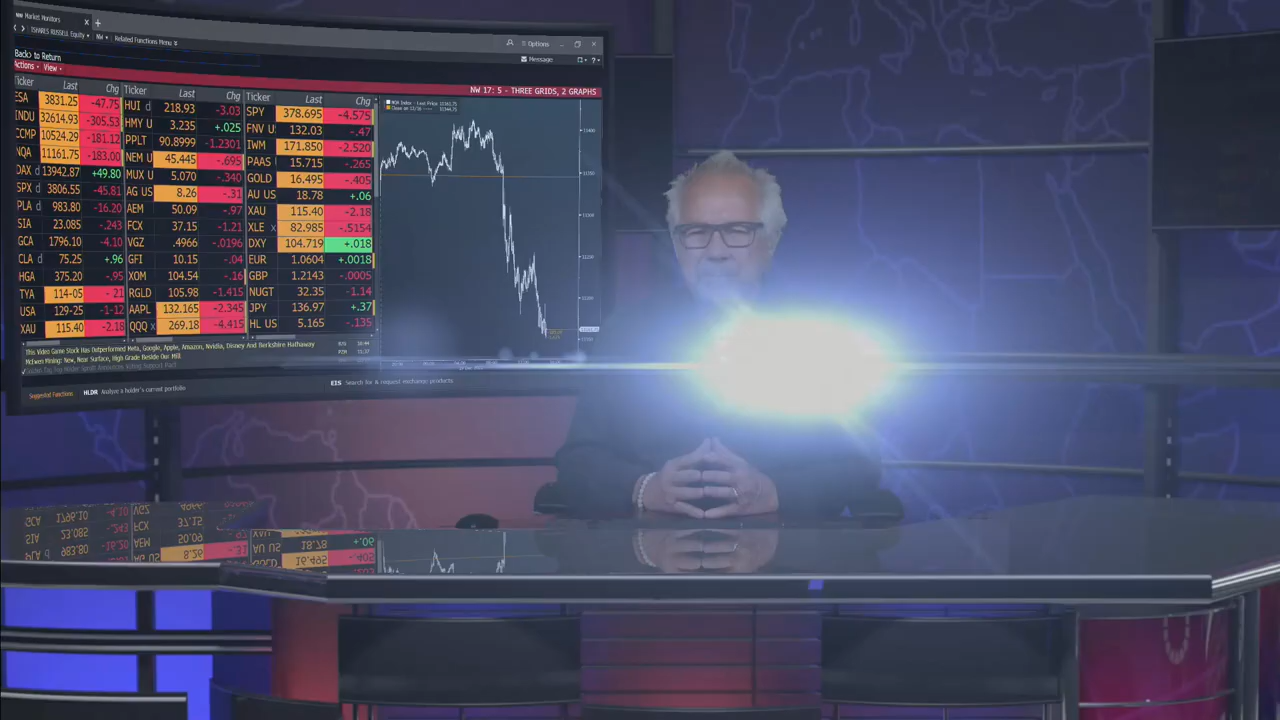 Market Monitors
Related Functions Menu
Options
Back> to Return
Message
View
NW 17: 5 - THREE GRIDS, 2 GRAPHS
Ticker Last Chg
ESA 3831.25 -47.75
INDU 32614.93 -305.53
CCMP 10524.29 -181.12
NQA 11161.75 -183.00
DAX 13942.87 +49.80
SPX d 3806.55 -45.81
PLA d 983.80 -16.20
SIA 23.085 -.243
GCA 1796.10 -4.10
CLA d 75.25 +.96
HGA 375.20 -.95
TYA 114-05 - 21
USA 129-25 -1-12
XAU 115.40 -2.18
Last Chg
HUI d 218.93 -3.03
HMY U 3.235 +.025
PPLT 90.8999 -1.2301
NEM U 45.445 -.695
MUX U 5.070 -.340
AG US 8.26 -.31
AEM 50.09 -.97
FCX 37.15 -1.21
VGZ .4966 -.0196
GFI 10.15 -.04
XOM 104.54 -.16
RGLD 105.98 -1.415
AAPL 132.165 -2.345
QQQ x 269.18 -4.415
Ticker Last Chg
SPY 378.695 -4.575
FNV U 132.03 -.47
IWM 171.850 -2.520
PAAS 15.715 -.265
GOLD 16.495 -.405
AU US 18.78 +.06
XAU 115.40 -2.18
XLE x 82.985 -.5154
DXY 104.719 +.018
EUR 1.0604 +.0018
GBP 1.2143 -.0005
NUGT 32.35 -1.14
JPY 136.97 +.37
HL US 5.165 -.135
This Video Game Stock Has Outperformed Meta, Google, Apple, Amazon, Nvidia, Disney And Berkshire Hathaway
McEwen Mining: New, Near Surface, High Grade Beside Our Mill
Suggested Functions HLDR Analyze a holder's current portfolio EIS Search for & request exchange products